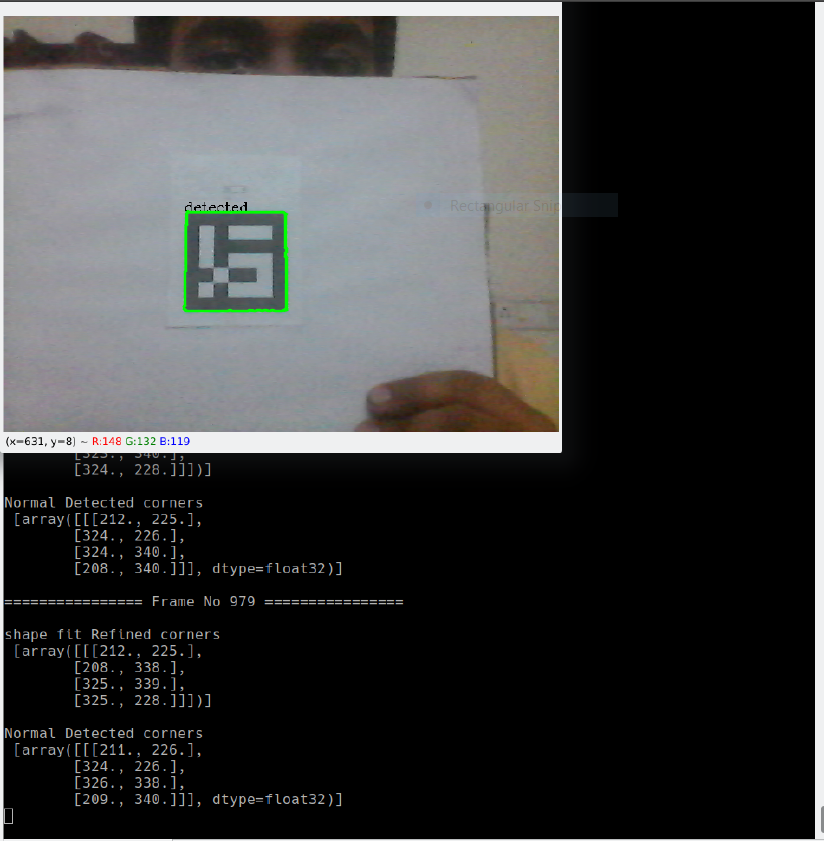 detected
Rectangular Snip
(x=631, y=8) ~ R:148 G:132 B:119
[325., 340.],
[324., 228.]]])]
Normal Detected corners
[array([[[212., 225.],
[324., 226.],
[324., 340.],
[208., 340.]]], dtype=float32)]
================ Frame No 979 ================
shape fit Refined corners
[array([[[212., 225.],
[208., 338.],
[325., 339.],
[325., 228.]]])]
Normal Detected corners
[array([[[211., 226.],
[324., 226.],
[326., 338.],
[209., 340.]]], dtype=float32)]